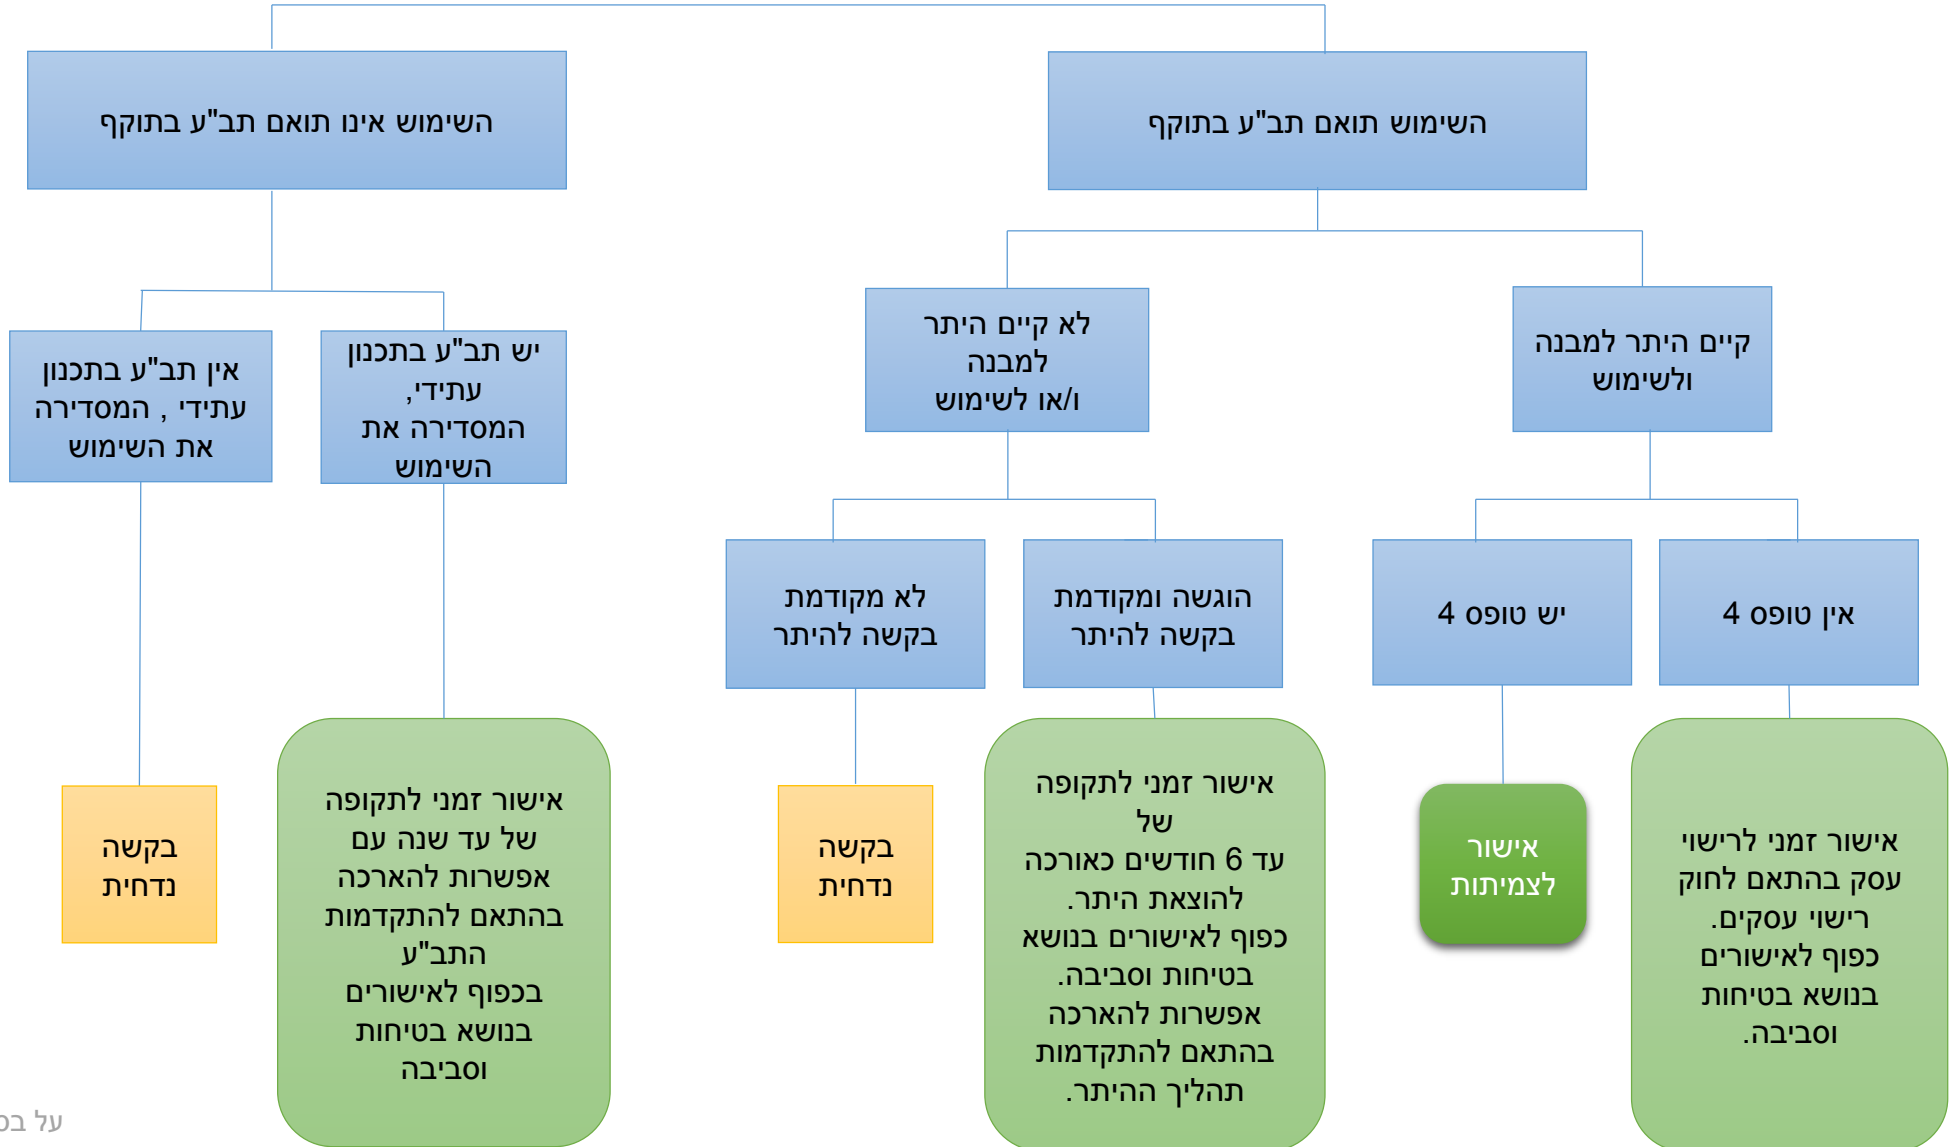 השימוש תואם תב"ע בתוקף
השימוש אינו תואם תב"ע בתוקף
קיים היתר למבנה
ולשימוש
לא קיים היתר
למבנה
ו/או לשימוש
יש תב"ע בתכנון
עתידי,
המסדירה את
השימוש
אין תב"ע בתכנון
עתידי , המסדירה
את השימוש
אין טופס 4
יש טופס 4
הוגשה ומקודמת
בקשה להיתר
לא מקודמת
בקשה להיתר
אישור זמני לרישוי
עסק בהתאם לחוק
רישוי עסקים.
כפוף לאישורים
בנושא בטיחות
וסביבה.
אישור
לצמיתות
אישור זמני לתקופה
של
עד 6 חודשים כאורכה
להוצאת היתר.
כפוף לאישורים בנושא
בטיחות וסביבה.
אפשרות להארכה
בהתאם להתקדמות
תהליך ההיתר.
בקשה
נדחית
אישור זמני לתקופה
של עד שנה עם
אפשרות להארכה
בהתאם להתקדמות
התב"ע
בכפוף לאישורים
בנושא בטיחות
וסביבה
בקשה
נדחית
על